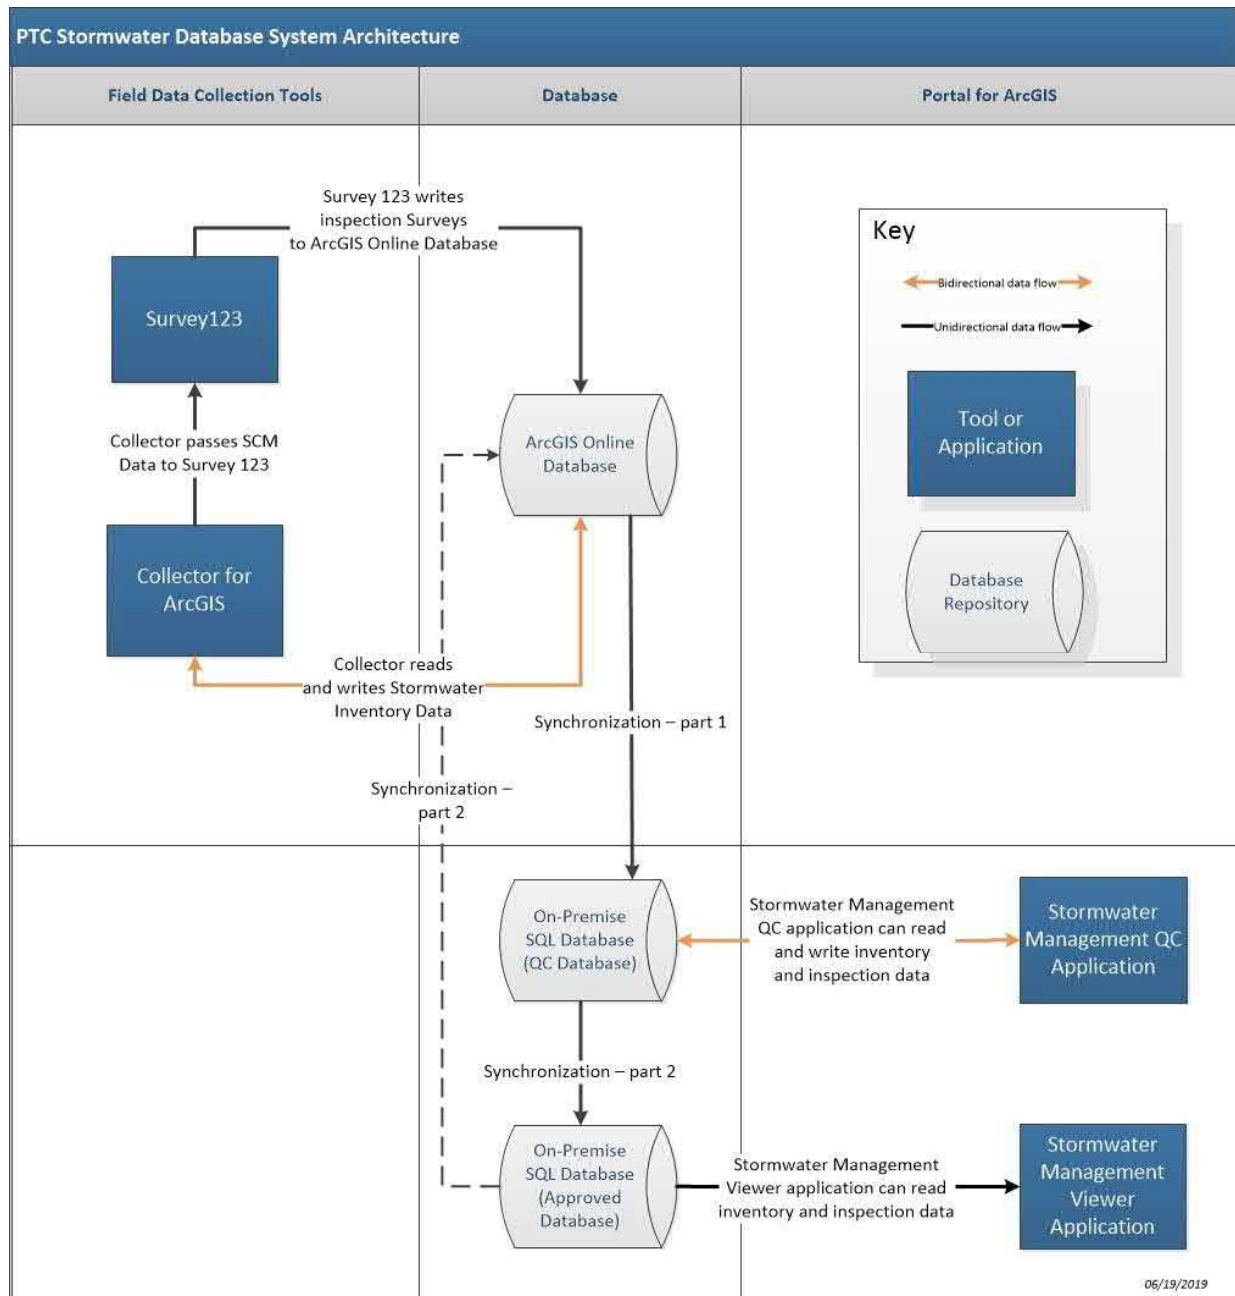 PTC Stormwater Database System Architecture
Field Data Collection Tools
Database
Portal for ArcGIS
Survey 123 writes
inspection Surveys
to ArcGIS Online Database
Key
Bidirectional data flow
Unidirectional data flow
Survey123
Tool or
Application
Collector passes SCM
Data to Survey 123
ArcGIS Online
Database
Collector for
ArcGIS
Database
Repository
Collector reads
and writes Stormwater
Inventory Data
Synchronization – part 1
Synchronization –
part 2
On-Premise
SQL Database
(QC Database)
Stormwater Management
QC application can read
and write inventory
and inspection data
Stormwater
Management QC
Application
Synchronization – part 2
On-Premise
SQL Database
(Approved
Database)
Stormwater Management
Viewer application can read
inventory and inspection data
Stormwater
Management
Viewer
Application
06/19/2019